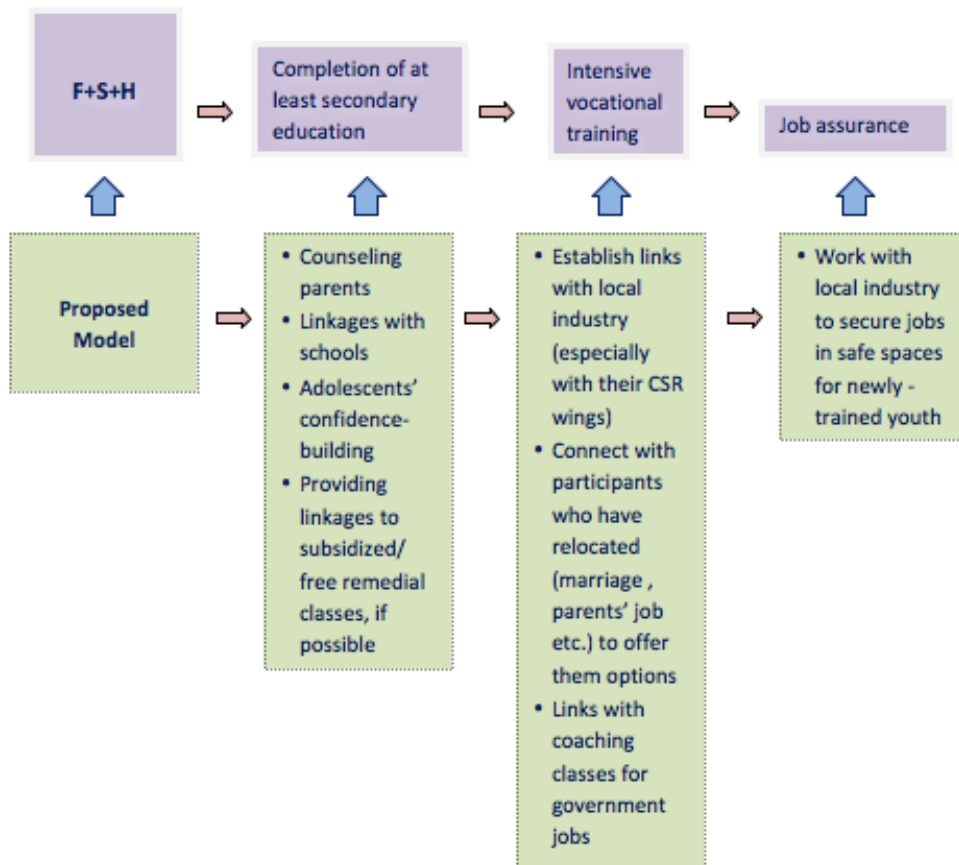 F+S+H
Completion of at
least secondary
education
Intensive
vocational
training
Job assurance
Proposed
Model
• Counseling
parents
• Linkages with
schools
• Adolescents’
confidence-
building
• Providing
linkages to
subsidized/
free remedial
classes, if
possible
• Establish links
with local
industry
(especially
with their CSR
wings)
• Connect with
participants
who have
relocated
(marriage ,
parents’ job
etc.) to offer
them options
• Links with
coaching
classes for
government
jobs
• Work with
local industry
to secure jobs
in safe spaces
for newly -
trained youth